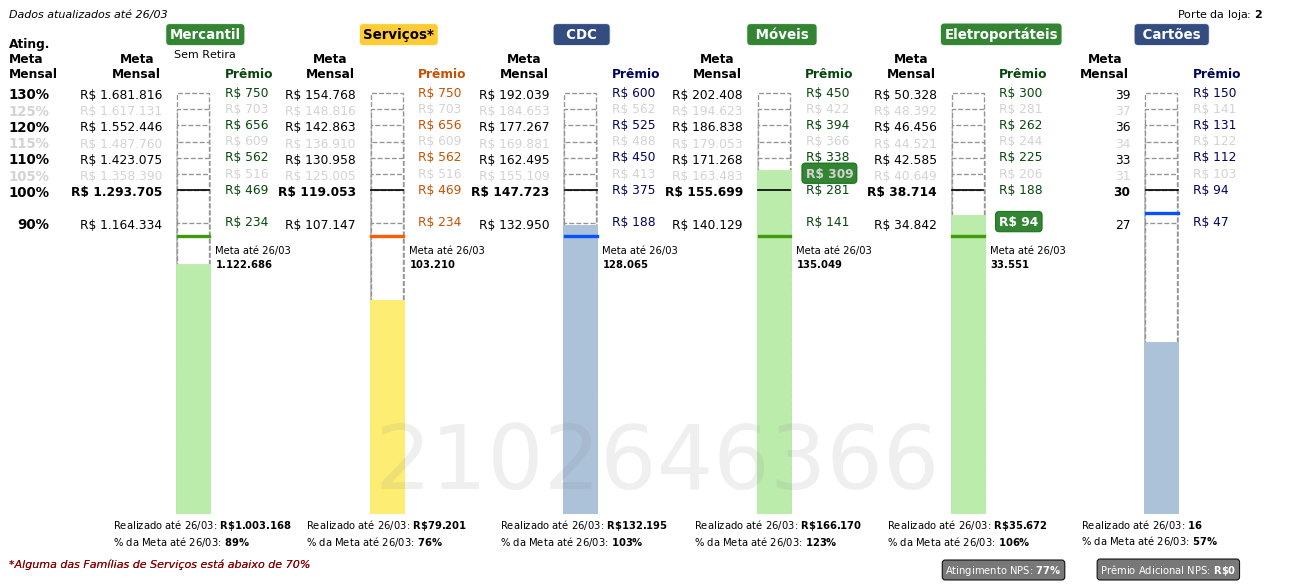 Dados atualizados até 26/03
Porte da loja: 2
Mercantil Serviços* CDC Móveis Eletroportáteis Cartões
Sem Retira
Ating. Meta Mensal
Meta Mensal Prêmio Meta Mensal Prêmio Meta Mensal Prêmio Meta Mensal Prêmio Meta Mensal Prêmio Meta Mensal Prêmio
130% R$ 1.681.816 R$ 750 R$ 154.768 R$ 750 R$ 192.039 R$ 600 R$ 202.408 R$ 450 R$ 50.328 R$ 300 39 R$ 150
125% R$ 1.617.131 R$ 703 R$ 148.816 R$ 703 R$ 184.653 R$ 562 R$ 194.623 R$ 422 R$ 48.392 R$ 281 37 R$ 141
120% R$ 1.552.446 R$ 656 R$ 142.863 R$ 656 R$ 177.267 R$ 525 R$ 186.838 R$ 394 R$ 46.456 R$ 262 36 R$ 131
115% R$ 1.487.760 R$ 609 R$ 136.910 R$ 609 R$ 169.881 R$ 488 R$ 179.053 R$ 366 R$ 44.521 R$ 244 34 R$ 122
110% R$ 1.423.075 R$ 562 R$ 130.958 R$ 562 R$ 162.495 R$ 450 R$ 171.268 R$ 338 R$ 42.585 R$ 225 33 R$ 112
105% R$ 1.358.390 R$ 516 R$ 125.005 R$ 516 R$ 155.109 R$ 413 R$ 163.483 R$ 309 R$ 40.649 R$ 206 31 R$ 103
100% R$ 1.293.705 R$ 469 R$ 119.053 R$ 469 R$ 147.723 R$ 375 R$ 155.699 R$ 281 R$ 38.714 R$ 188 30 R$ 94
90% R$ 1.164.334 R$ 234 R$ 107.147 R$ 234 R$ 132.950 R$ 188 R$ 140.129 R$ 141 R$ 34.842 R$ 94 27 R$ 47
Meta até 26/03 Meta até 26/03 Meta até 26/03 Meta até 26/03 Meta até 26/03
1.122.686 103.210 128.065 135.049 33.551
2102646366
Realizado até 26/03: R$1.003.168 Realizado até 26/03: R$79.201 Realizado até 26/03: R$132.195 Realizado até 26/03: R$166.170 Realizado até 26/03: R$35.672 Realizado até 26/03: 16
% da Meta até 26/03: 89% % da Meta até 26/03: 76% % da Meta até 26/03: 103% % da Meta até 26/03: 123% % da Meta até 26/03: 106% % da Meta até 26/03: 57%
*Alguma das Famílias de Serviços está abaixo de 70%
Atingimento NPS: 77% Prêmio Adicional NPS: R$0